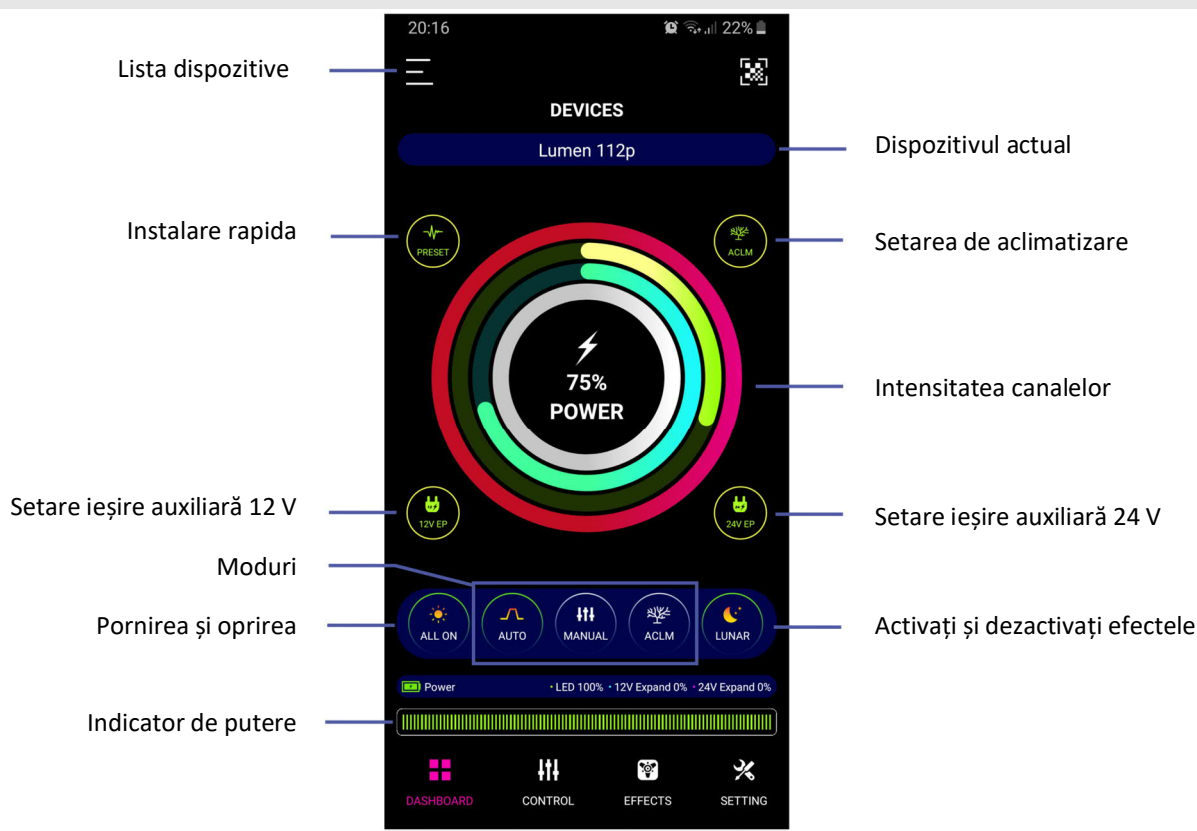 20:16
22%
Lista dispozitive
DEVICES
Lumen 112p
Dispozitivul actual
Instalare rapida
PRESET
ACLM
Setarea de aclimatizare
75%
POWER
Intensitatea canalelor
Setare ieșire auxiliară 12 V
12V EP
24V EP
Setare ieșire auxiliară 24 V
Moduri
Pornirea și oprirea
ALL ON
AUTO
MANUAL
ACLM
LUNAR
Activați și dezactivați efectele
Power
LED 100%
12V Expand 0%
24V Expand 0%
Indicator de putere
DASHBOARD
CONTROL
EFFECTS
SETTING